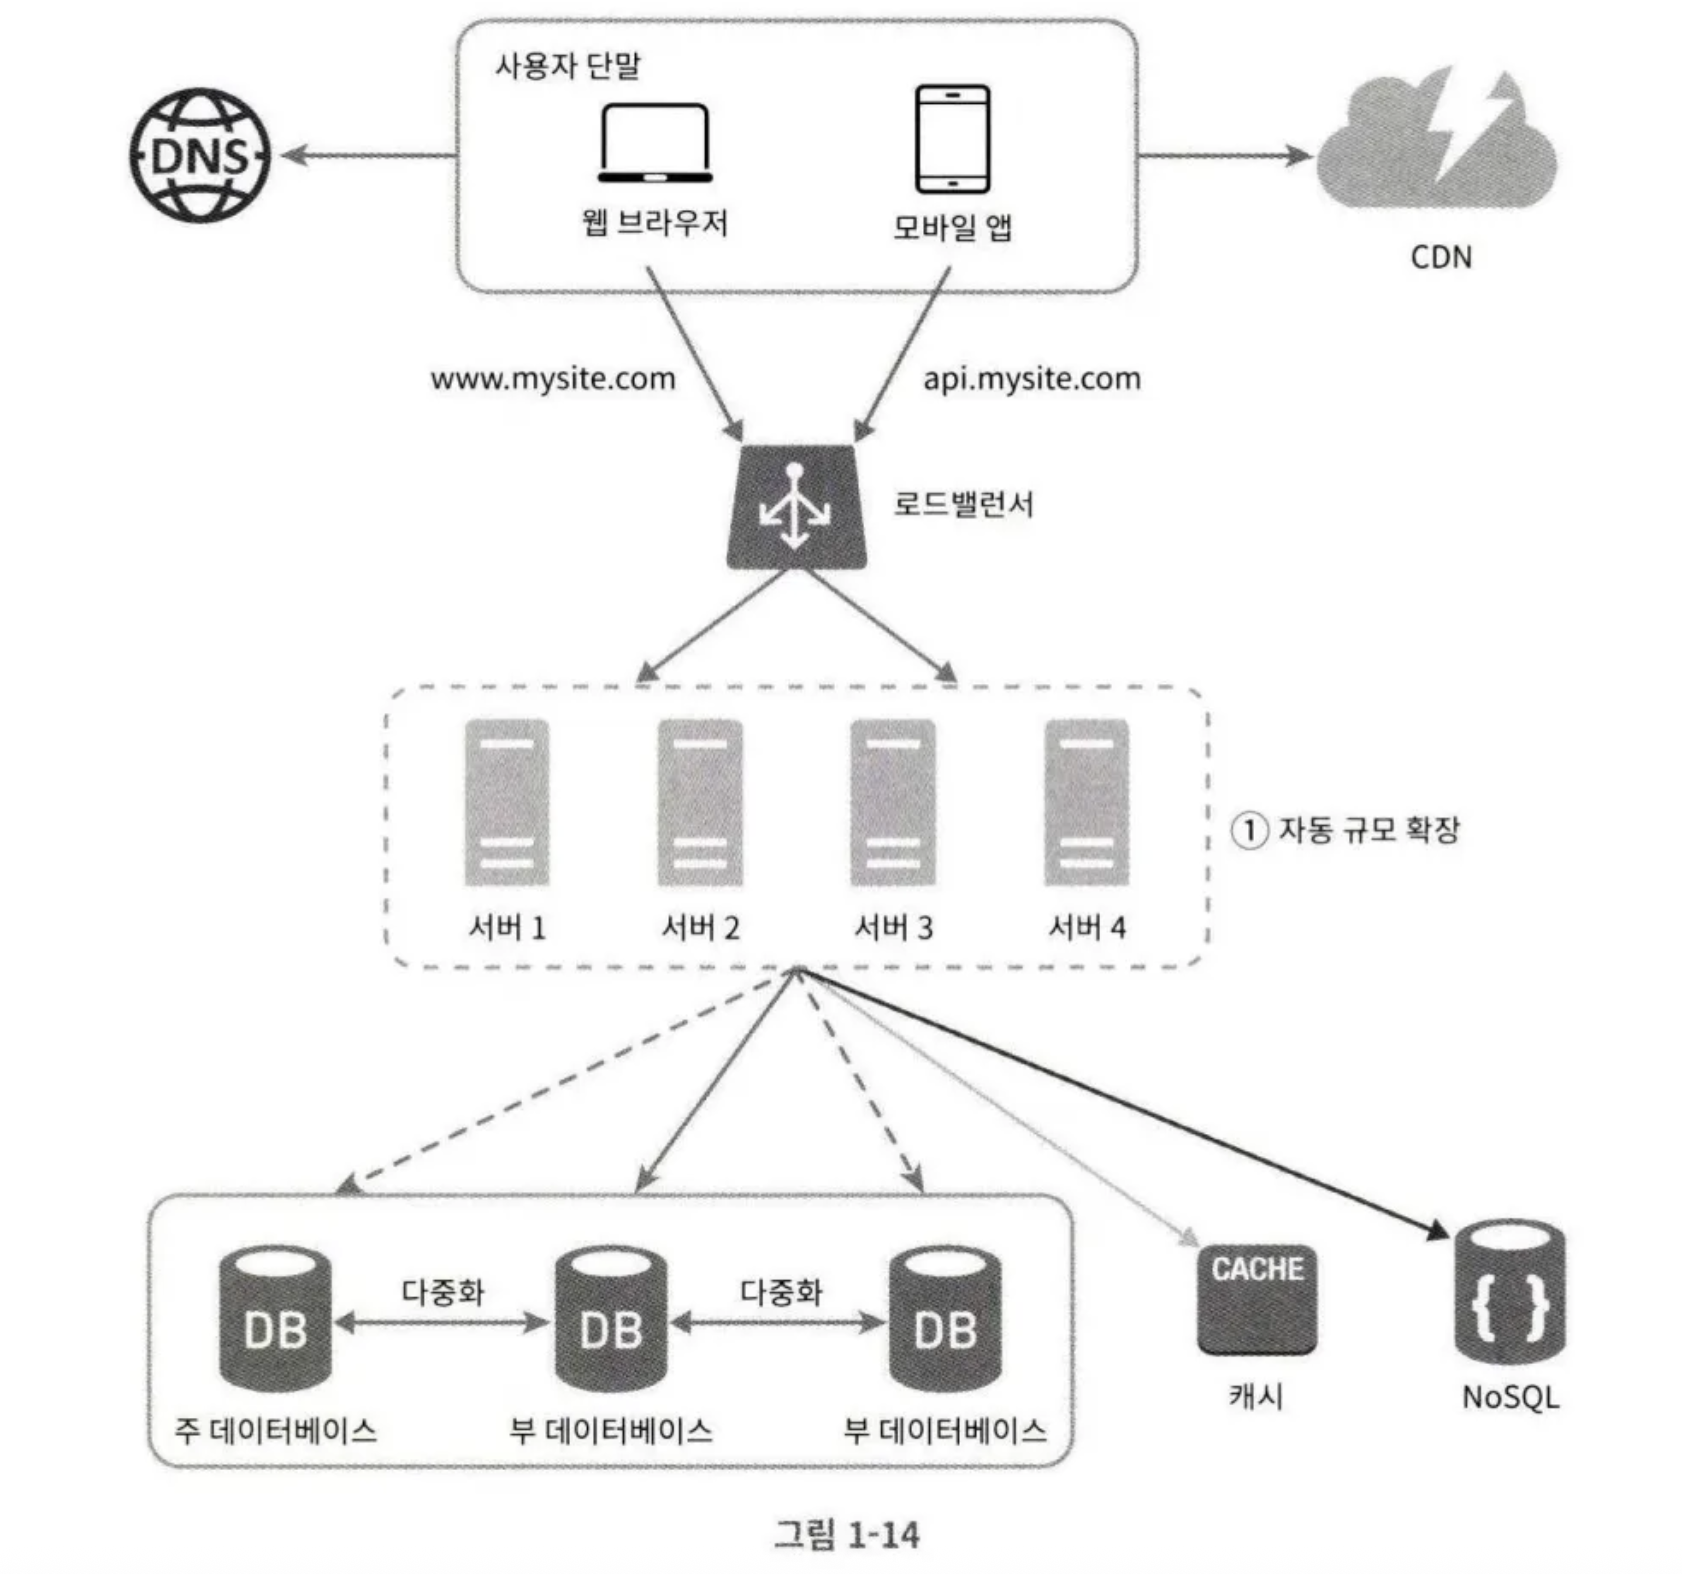 사용자 단말
DNS
웹 브라우저
모바일 앱
CDN
www.mysite.com
api.mysite.com
로드밸런서
서버 1
서버 2
서버 3
서버 4
① 자동 규모 확장
다중화
다중화
DB
DB
DB
CACHE
{ }
주 데이터베이스
부 데이터베이스
부 데이터베이스
캐시
NoSQL
그림 1-14